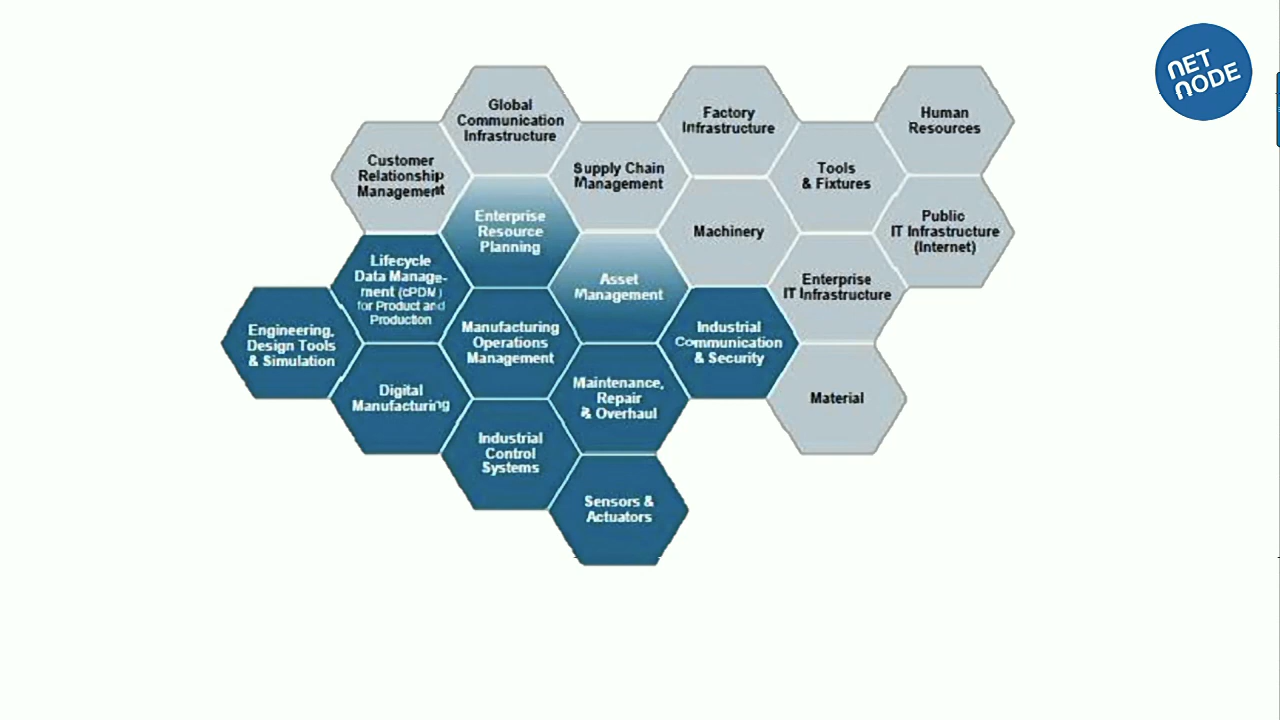 NET
NODE
Global
Communication
Infrastructure
Factory
Infrastructure
Human
Resources
Customer
Relationship
Management
Supply Chain
Management
Tools
& Fixtures
Enterprise
Resource
Planning
Machinery
Public
IT Infrastructure
(Internet)
Lifecycle
Data Manage-
ment (cPDM)
for Product and
Production
Asset
Management
Enterprise
IT Infrastructure
Engineering,
Design Tools
& Simulation
Manufacturing
Operations
Management
Industrial
Communication
& Security
Digital
Manufacturing
Maintenance,
Repair
& Overhaul
Material
Industrial
Control
Systems
Sensors &
Actuators